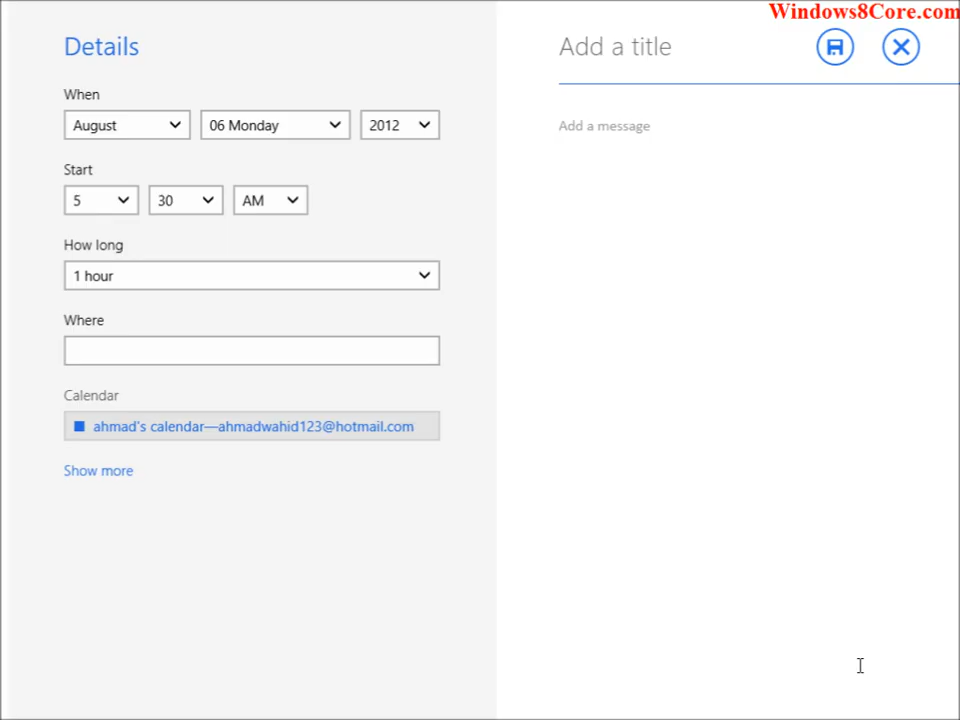 Windows8Core.com
Details
When
August 06 Monday 2012
Start
5 30 AM
How long
1 hour
Where
Calendar
ahmad's calendar—ahmadwahid123@hotmail.com
Show more
Add a title
Add a message